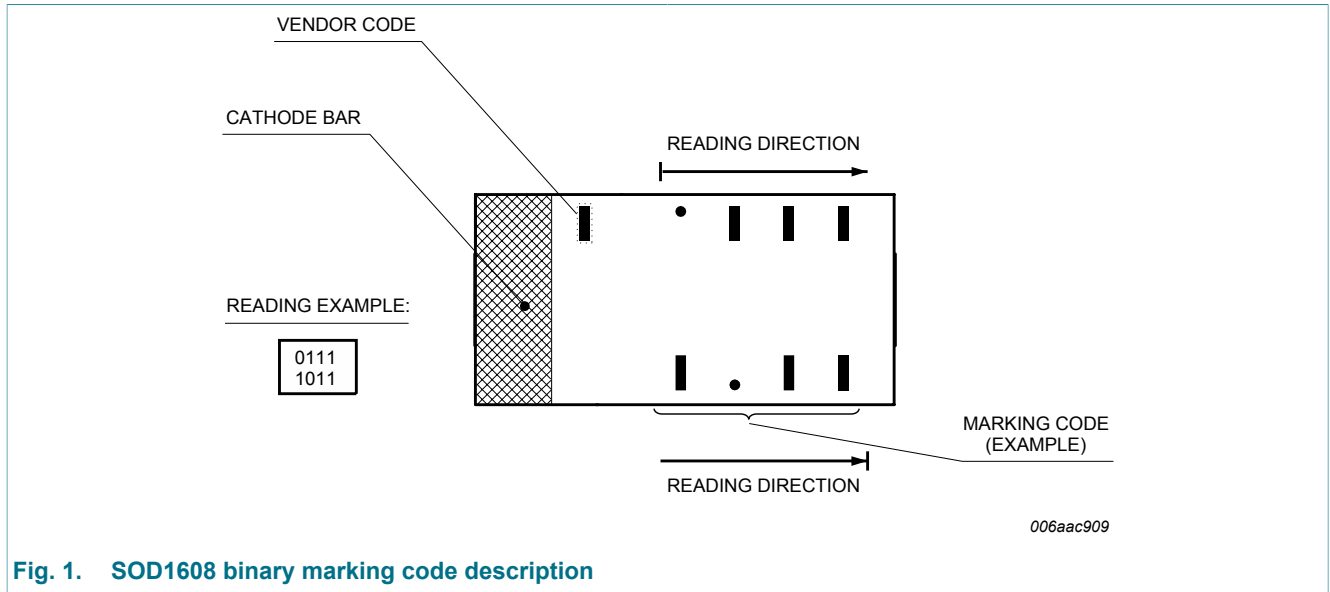 VENDOR CODE
CATHODE BAR
READING DIRECTION
READING EXAMPLE:
0111
1011
MARKING CODE
(EXAMPLE)
READING DIRECTION
006aac909
Fig. 1. SOD1608 binary marking code description